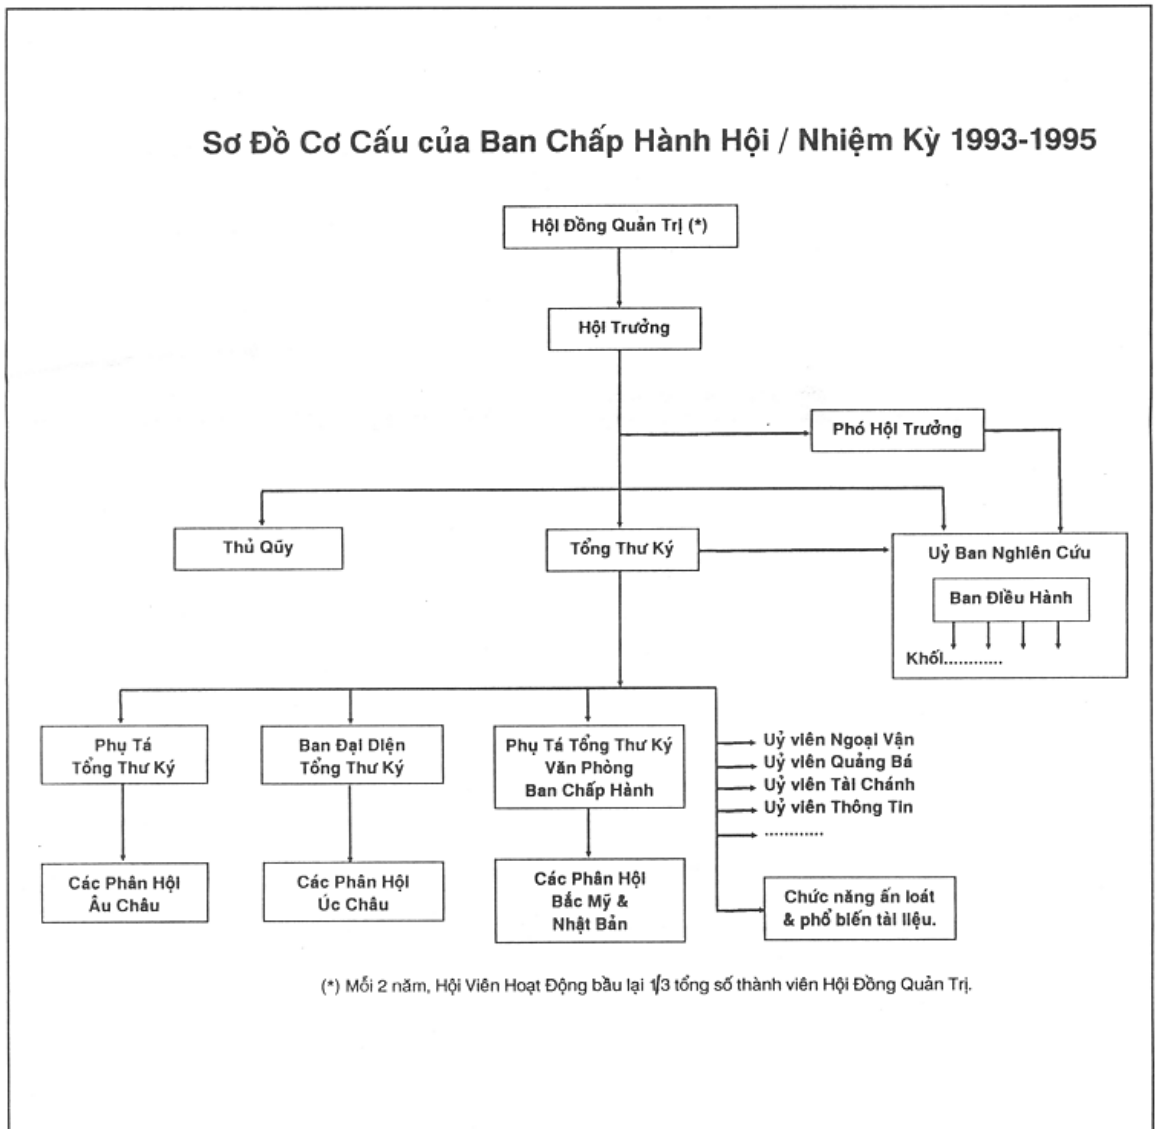 Sơ Đồ Cơ Cấu của Ban Chấp Hành Hội / Nhiệm Kỳ 1993-1995
Hội Đồng Quản Trị (*)
Hội Trưởng
Phó Hội Trưởng
Thủ Qũy
Tổng Thư Ký
Uỷ Ban Nghiên Cứu
Ban Điều Hành
Khối............
Phụ Tá
Tổng Thư Ký
Ban Đại Diện
Tổng Thư Ký
Phụ Tá Tổng Thư Ký
Văn Phòng
Ban Chấp Hành
Uỷ viên Ngoại Vận
Uỷ viên Quảng Bá
Uỷ viên Tài Chánh
Uỷ viên Thông Tin
............
Các Phân Hội
Âu Châu
Các Phân Hội
Úc Châu
Các Phân Hội
Bắc Mỹ &
Nhật Bản
Chức năng ấn loát
& phổ biến tài liệu.
(*) Mỗi 2 năm, Hội Viên Hoạt Động bầu lại 1/3 tổng số thành viên Hội Đồng Quản Trị.